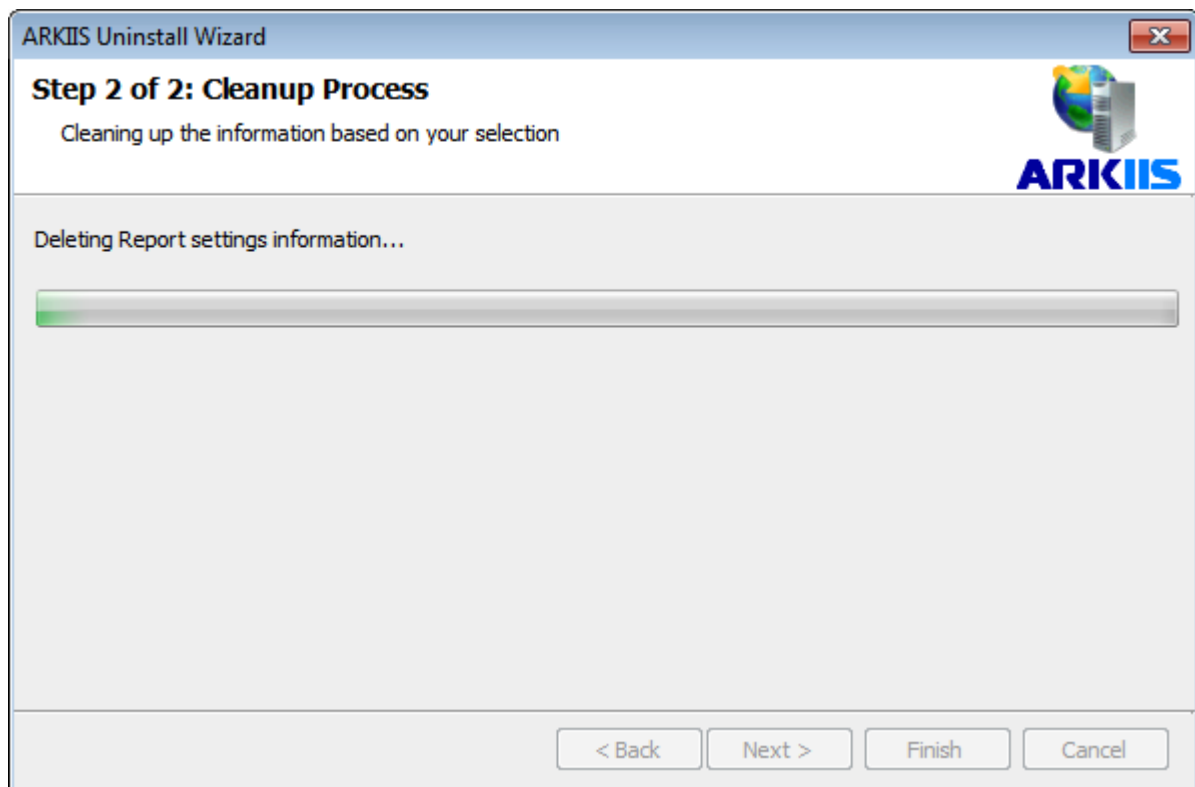 ARKIIS Uninstall Wizard
Step 2 of 2: Cleanup Process
Cleaning up the information based on your selection
ARKIIS
Deleting Report settings information...
< Back Next > Finish Cancel